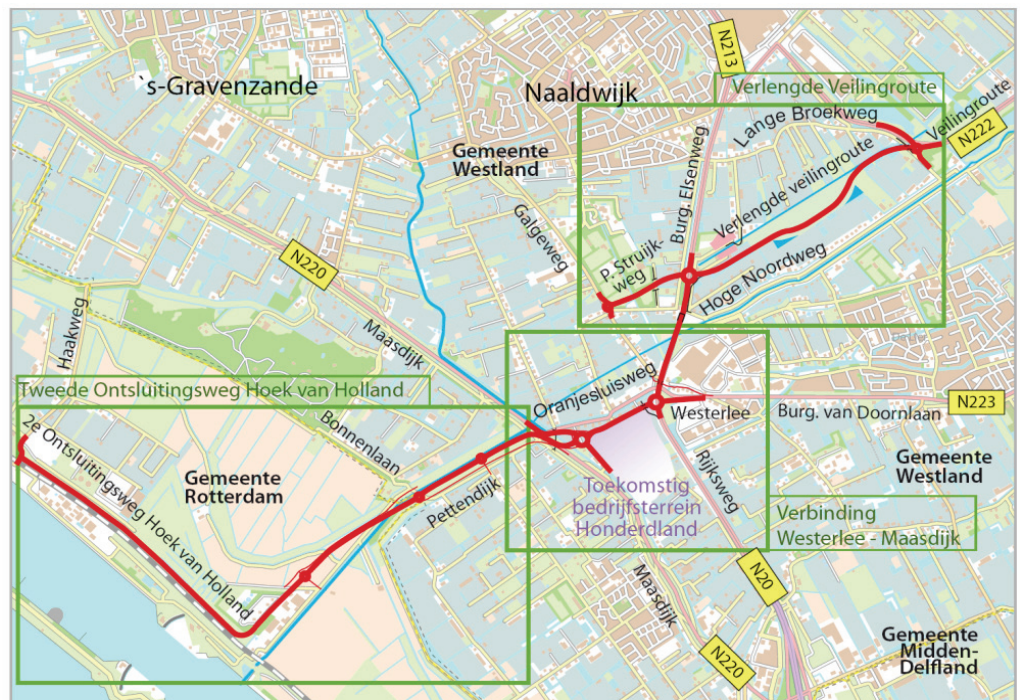 `s-Gravenzande
Naaldwijk
N213
Verlengde Veilingroute
Lange Broekweg
Veilingroute
N222
Gemeente
Westland
Burg. Elsenweg
Verlengde veilingroute
Galgeweg
P. Struijk-
weg
Hoge Noordweg
N220
Haakweg
Maasdijk
Tweede Ontsluitingsweg Hoek van Holland
Oranjesluisweg
Westerlee
Burg. van Doornlaan
N223
Bonnenlaan
2e Ontsluitingsweg Hoek van Holland
Gemeente
Rotterdam
Pettendijk
Rijksweg
Gemeente
Westland
Toekomstig
bedrijfsterrein
Honderdland
Verbinding
Westerlee - Maasdijk
Maasdijk
N20
N220
Gemeente
Midden-
Delfland